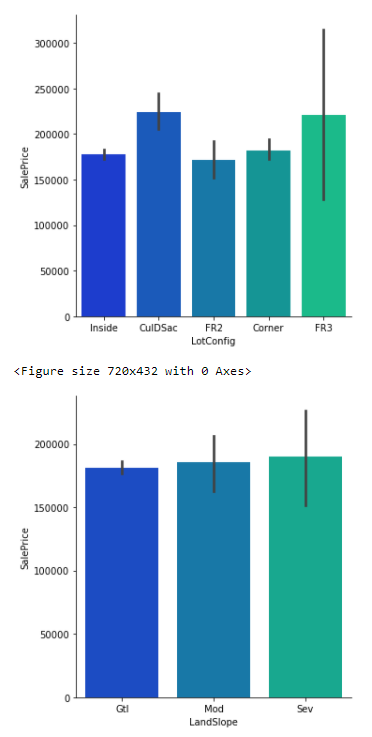 300000
250000
200000
150000
100000
50000
0
SalePrice
Inside CulDSac FR2 Corner FR3
LotConfig
<Figure size 720x432 with 0 Axes>
200000
150000
100000
50000
0
SalePrice
Gtl Mod Sev
LandSlope